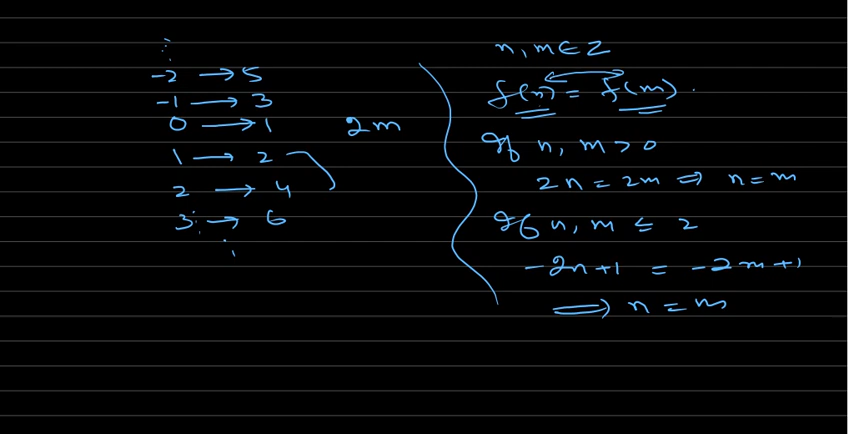 ⋮
-2 → 5
-1 → 3
0 → 1
1 → 2
2 → 4
3 → 6
⋮
2m
n, m ∈ Z
f(n) = f(m).
If n, m > 0
2n = 2m ⇒ n = m
If n, m ≤ 2
-2n+1 = -2m+1
⟹ n = m